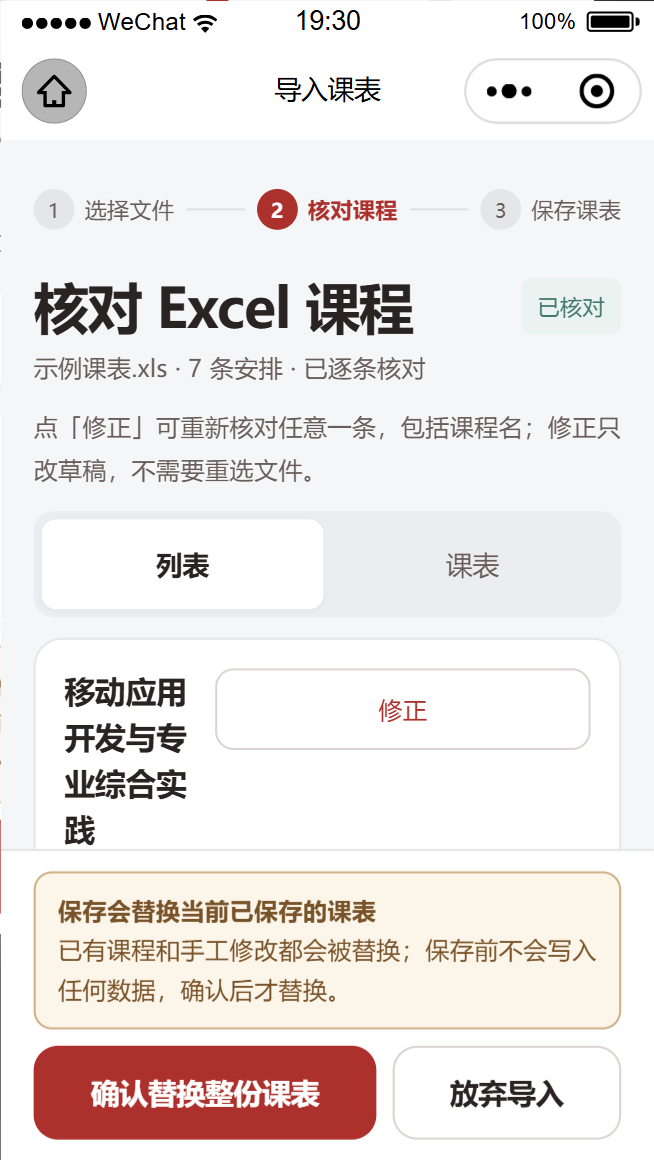 ●●●●● WeChat 19:30 100%
导入课表
1 选择文件 2 核对课程 3 保存课表
核对 Excel 课程 已核对
示例课表.xls · 7 条安排 · 已逐条核对
点「修正」可重新核对任意一条，包括课程名；修正只
改草稿，不需要重选文件。
列表 课表
移动应用 修正
开发与专
业综合实
践
保存会替换当前已保存的课表
已有课程和手工修改都会被替换；保存前不会写入
任何数据，确认后才替换。
确认替换整份课表 放弃导入